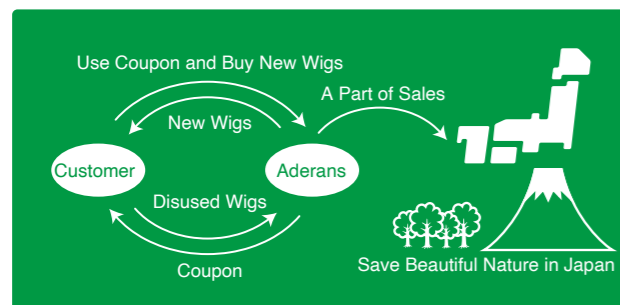 Use Coupon and Buy New Wigs
A Part of Sales
New Wigs
Customer
Aderans
Disused Wigs
Coupon
Save Beautiful Nature in Japan